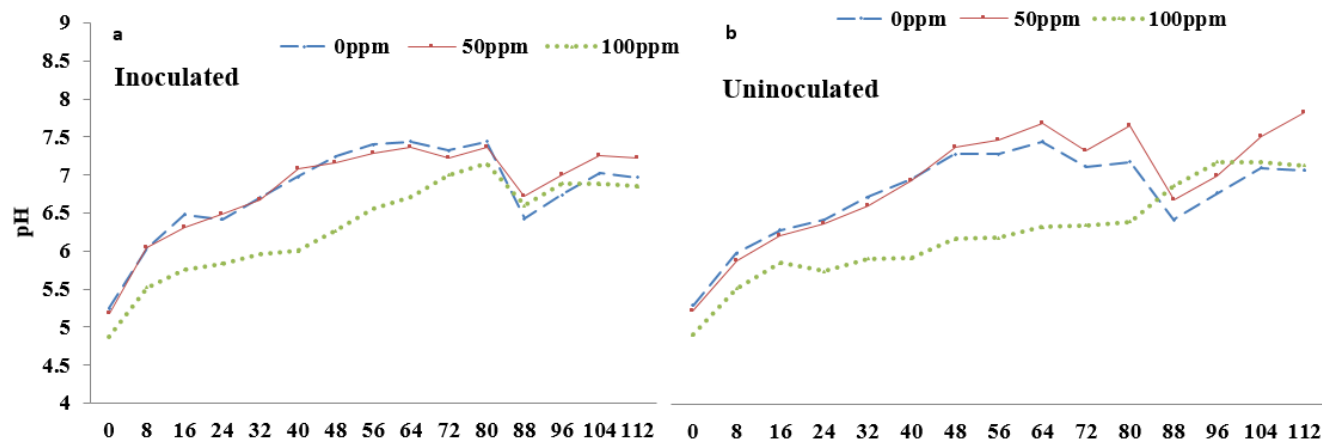 a
0ppm 50ppm 100ppm
Inoculated
pH
9
8.5
8
7.5
7
6.5
6
5.5
5
4.5
4
0 8 16 24 32 40 48 56 64 72 80 88 96 104 112
0ppm 50ppm 100ppm
b
Uninoculated
0 8 16 24 32 40 48 56 64 72 80 88 96 104 112